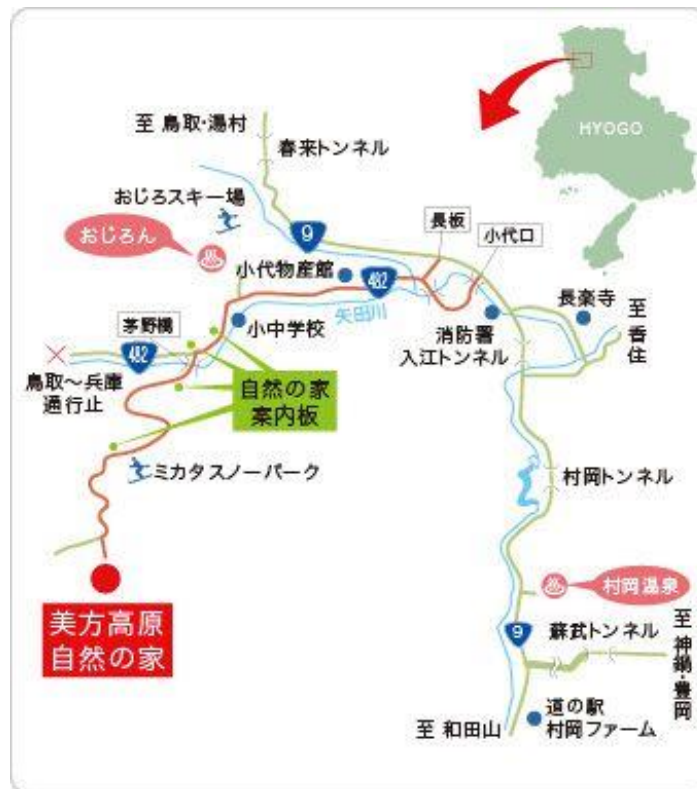 HYOGO
至 鳥取・湯村
春来トンネル
おじろスキー場
おじろん
9
長板
小代口
小代物産館
482
矢田川
長楽寺
至
香
住
茅野橋
小中学校
消防署
入江トンネル
482
鳥取〜兵庫
通行止
自然の家
案内板
ミカタスノーパーク
村岡トンネル
美方高原
自然の家
村岡温泉
9
蘇武トンネル
至
神
鍋
・
豊
岡
道の駅
村岡ファーム
至 和田山